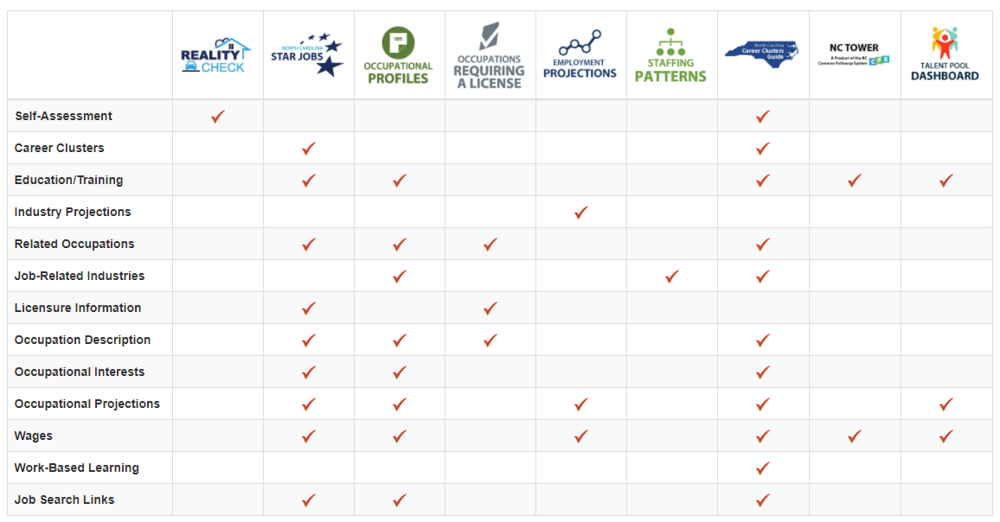 REALITY
CHECK
NORTH CAROLINA
STAR JOBS
OCCUPATIONAL
PROFILES
OCCUPATIONS
REQUIRING
A LICENSE
EMPLOYMENT
PROJECTIONS
STAFFING
PATTERNS
North Carolina
Career Clusters
Guide
NC TOWER
A Product of the NC
Common Followup System CFS
TALENT POOL
DASHBOARD
Self-Assessment
Career Clusters
Education/Training
Industry Projections
Related Occupations
Job-Related Industries
Licensure Information
Occupation Description
Occupational Interests
Occupational Projections
Wages
Work-Based Learning
Job Search Links